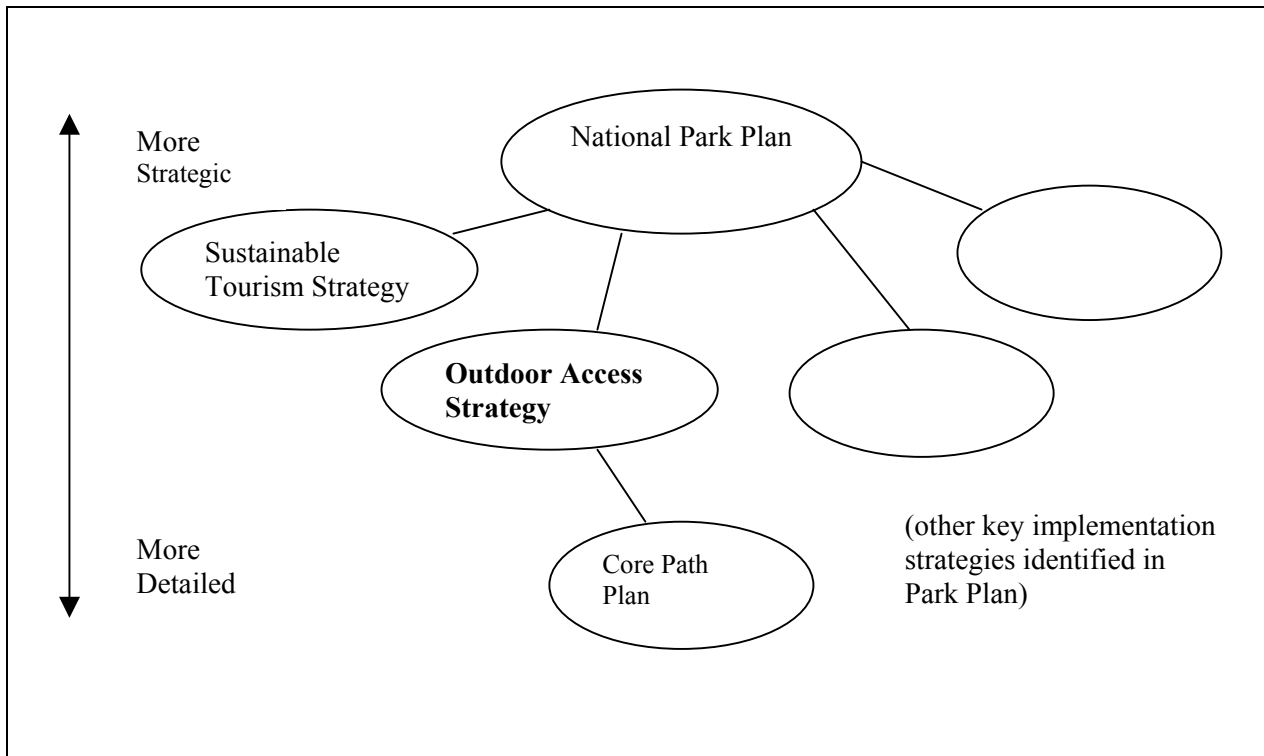 More
Strategic
National Park Plan
Sustainable
Tourism Strategy
Outdoor Access
Strategy
More
Detailed
Core Path
Plan
(other key implementation
strategies identified in
Park Plan)